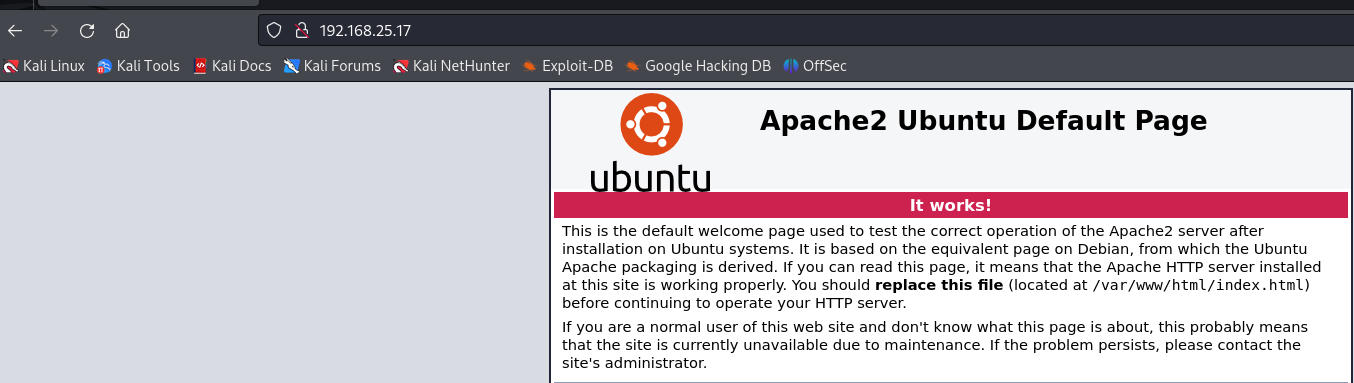 192.168.25.17
Kali Linux Kali Tools Kali Docs Kali Forums Kali NetHunter Exploit-DB Google Hacking DB OffSec
Apache2 Ubuntu Default Page
ubuntu
It works!
This is the default welcome page used to test the correct operation of the Apache2 server after
installation on Ubuntu systems. It is based on the equivalent page on Debian, from which the Ubuntu
Apache packaging is derived. If you can read this page, it means that the Apache HTTP server installed
at this site is working properly. You should replace this file (located at /var/www/html/index.html)
before continuing to operate your HTTP server.
If you are a normal user of this web site and don't know what this page is about, this probably means
that the site is currently unavailable due to maintenance. If the problem persists, please contact the
site's administrator.